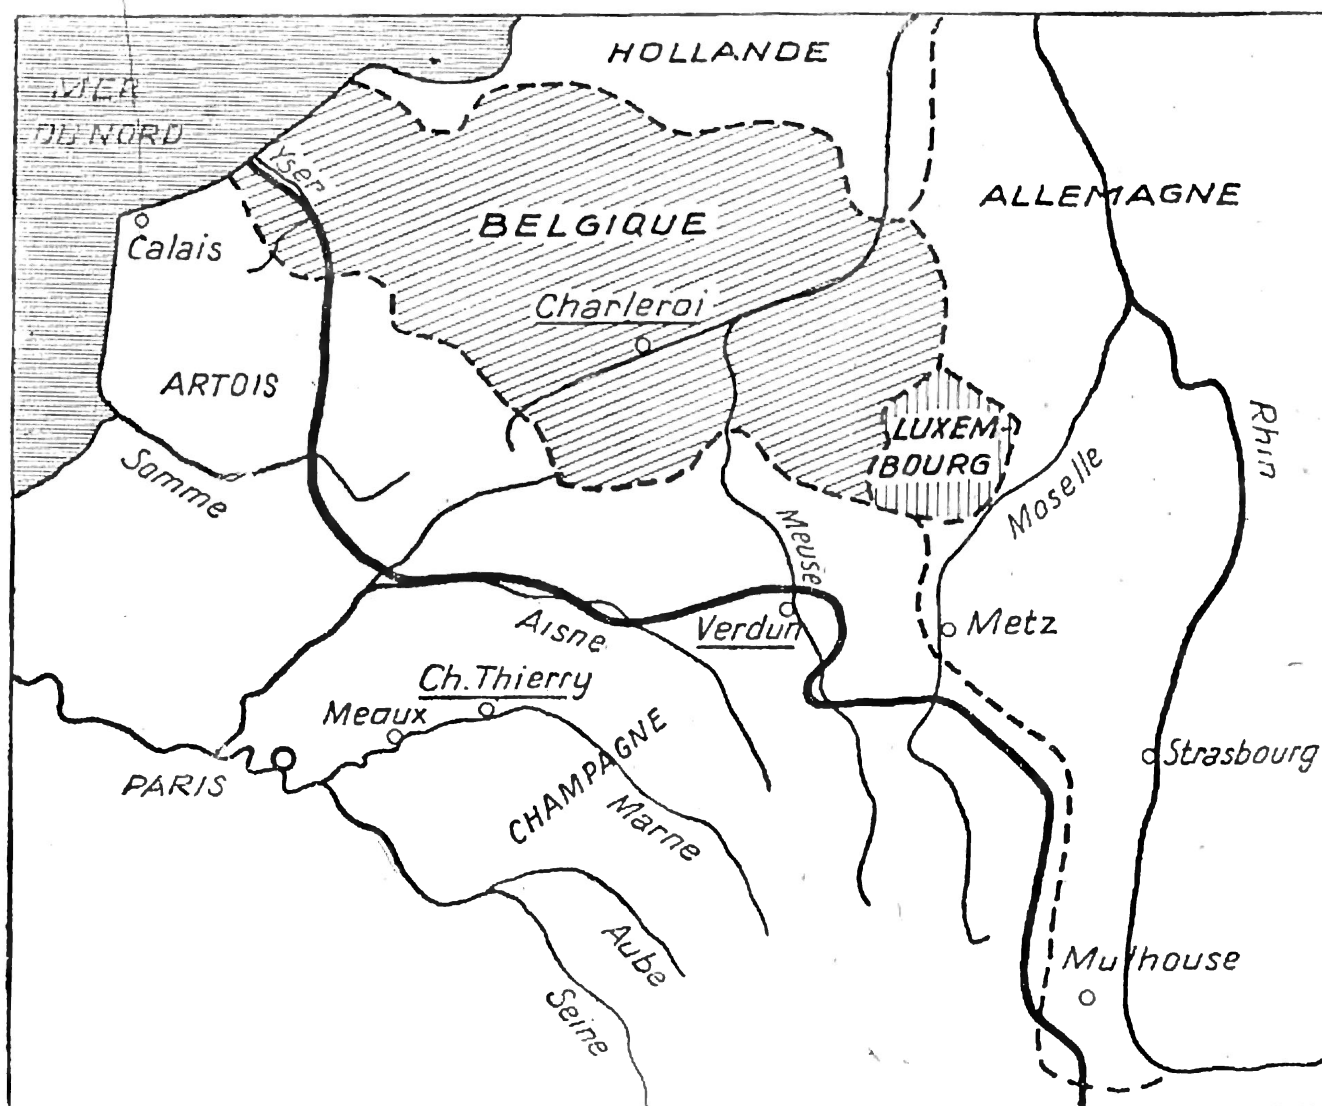 HOLLANDE
MER
DU NORD
Yser
ALLEMAGNE
BELGIQUE
Calais
Charleroi
ARTOIS
LUXEM-
BOURG
Rhin
Somme
Moselle
Meuse
Aisne
Verdun
Metz
Ch. Thierry
Meaux
CHAMPAGNE
Strasbourg
PARIS
Marne
Aube
Mulhouse
Seine